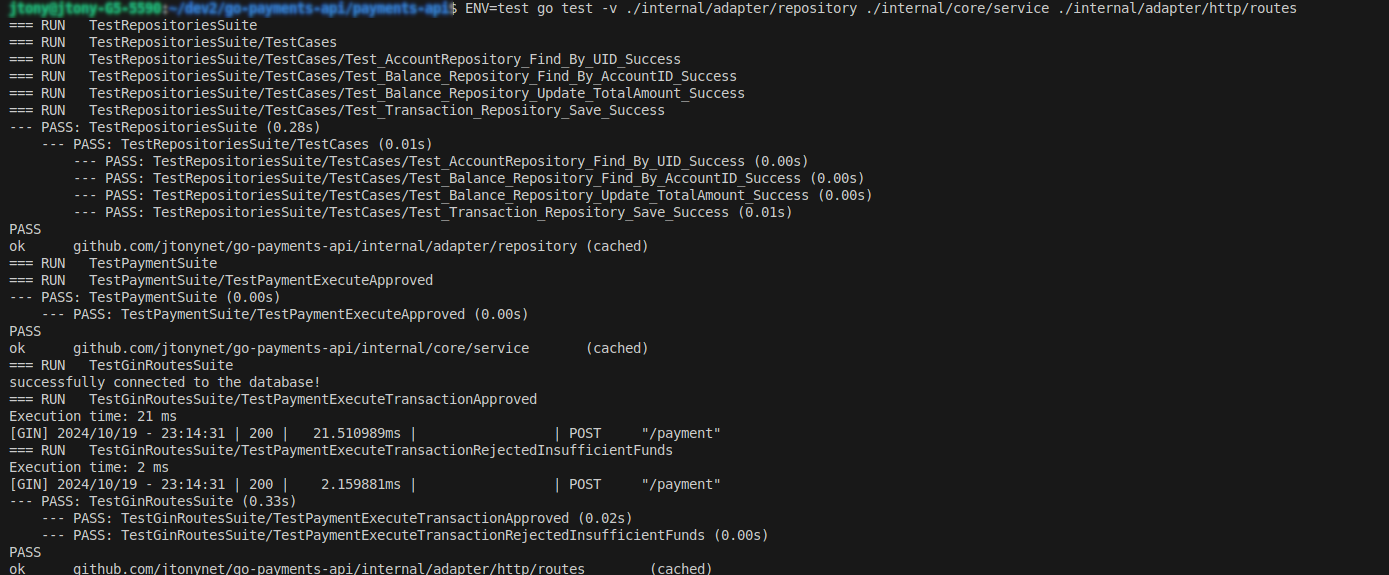 jtony@jtony-G5-5590:~/dev2/go-payments-api/payments-api$ ENV=test go test -v ./internal/adapter/repository ./internal/core/service ./internal/adapter/http/routes
=== RUN   TestRepositoriesSuite
=== RUN   TestRepositoriesSuite/TestCases
=== RUN   TestRepositoriesSuite/TestCases/Test_AccountRepository_Find_By_UID_Success
=== RUN   TestRepositoriesSuite/TestCases/Test_Balance_Repository_Find_By_AccountID_Success
=== RUN   TestRepositoriesSuite/TestCases/Test_Balance_Repository_Update_TotalAmount_Success
=== RUN   TestRepositoriesSuite/TestCases/Test_Transaction_Repository_Save_Success
--- PASS: TestRepositoriesSuite (0.28s)
    --- PASS: TestRepositoriesSuite/TestCases (0.01s)
        --- PASS: TestRepositoriesSuite/TestCases/Test_AccountRepository_Find_By_UID_Success (0.00s)
        --- PASS: TestRepositoriesSuite/TestCases/Test_Balance_Repository_Find_By_AccountID_Success (0.00s)
        --- PASS: TestRepositoriesSuite/TestCases/Test_Balance_Repository_Update_TotalAmount_Success (0.00s)
        --- PASS: TestRepositoriesSuite/TestCases/Test_Transaction_Repository_Save_Success (0.01s)
PASS
ok      github.com/jtonynet/go-payments-api/internal/adapter/repository (cached)
=== RUN   TestPaymentSuite
=== RUN   TestPaymentSuite/TestPaymentExecuteApproved
--- PASS: TestPaymentSuite (0.00s)
    --- PASS: TestPaymentSuite/TestPaymentExecuteApproved (0.00s)
PASS
ok      github.com/jtonynet/go-payments-api/internal/core/service       (cached)
=== RUN   TestGinRoutesSuite
successfully connected to the database!
=== RUN   TestGinRoutesSuite/TestPaymentExecuteTransactionApproved
Execution time: 21 ms
[GIN] 2024/10/19 - 23:14:31 | 200 |   21.510989ms |                 | POST     "/payment"
=== RUN   TestGinRoutesSuite/TestPaymentExecuteTransactionRejectedInsufficientFunds
Execution time: 2 ms
[GIN] 2024/10/19 - 23:14:31 | 200 |    2.159881ms |                 | POST     "/payment"
--- PASS: TestGinRoutesSuite (0.33s)
    --- PASS: TestGinRoutesSuite/TestPaymentExecuteTransactionApproved (0.02s)
    --- PASS: TestGinRoutesSuite/TestPaymentExecuteTransactionRejectedInsufficientFunds (0.00s)
PASS
ok      github.com/jtonynet/go-payments-api/internal/adapter/http/routes        (cached)